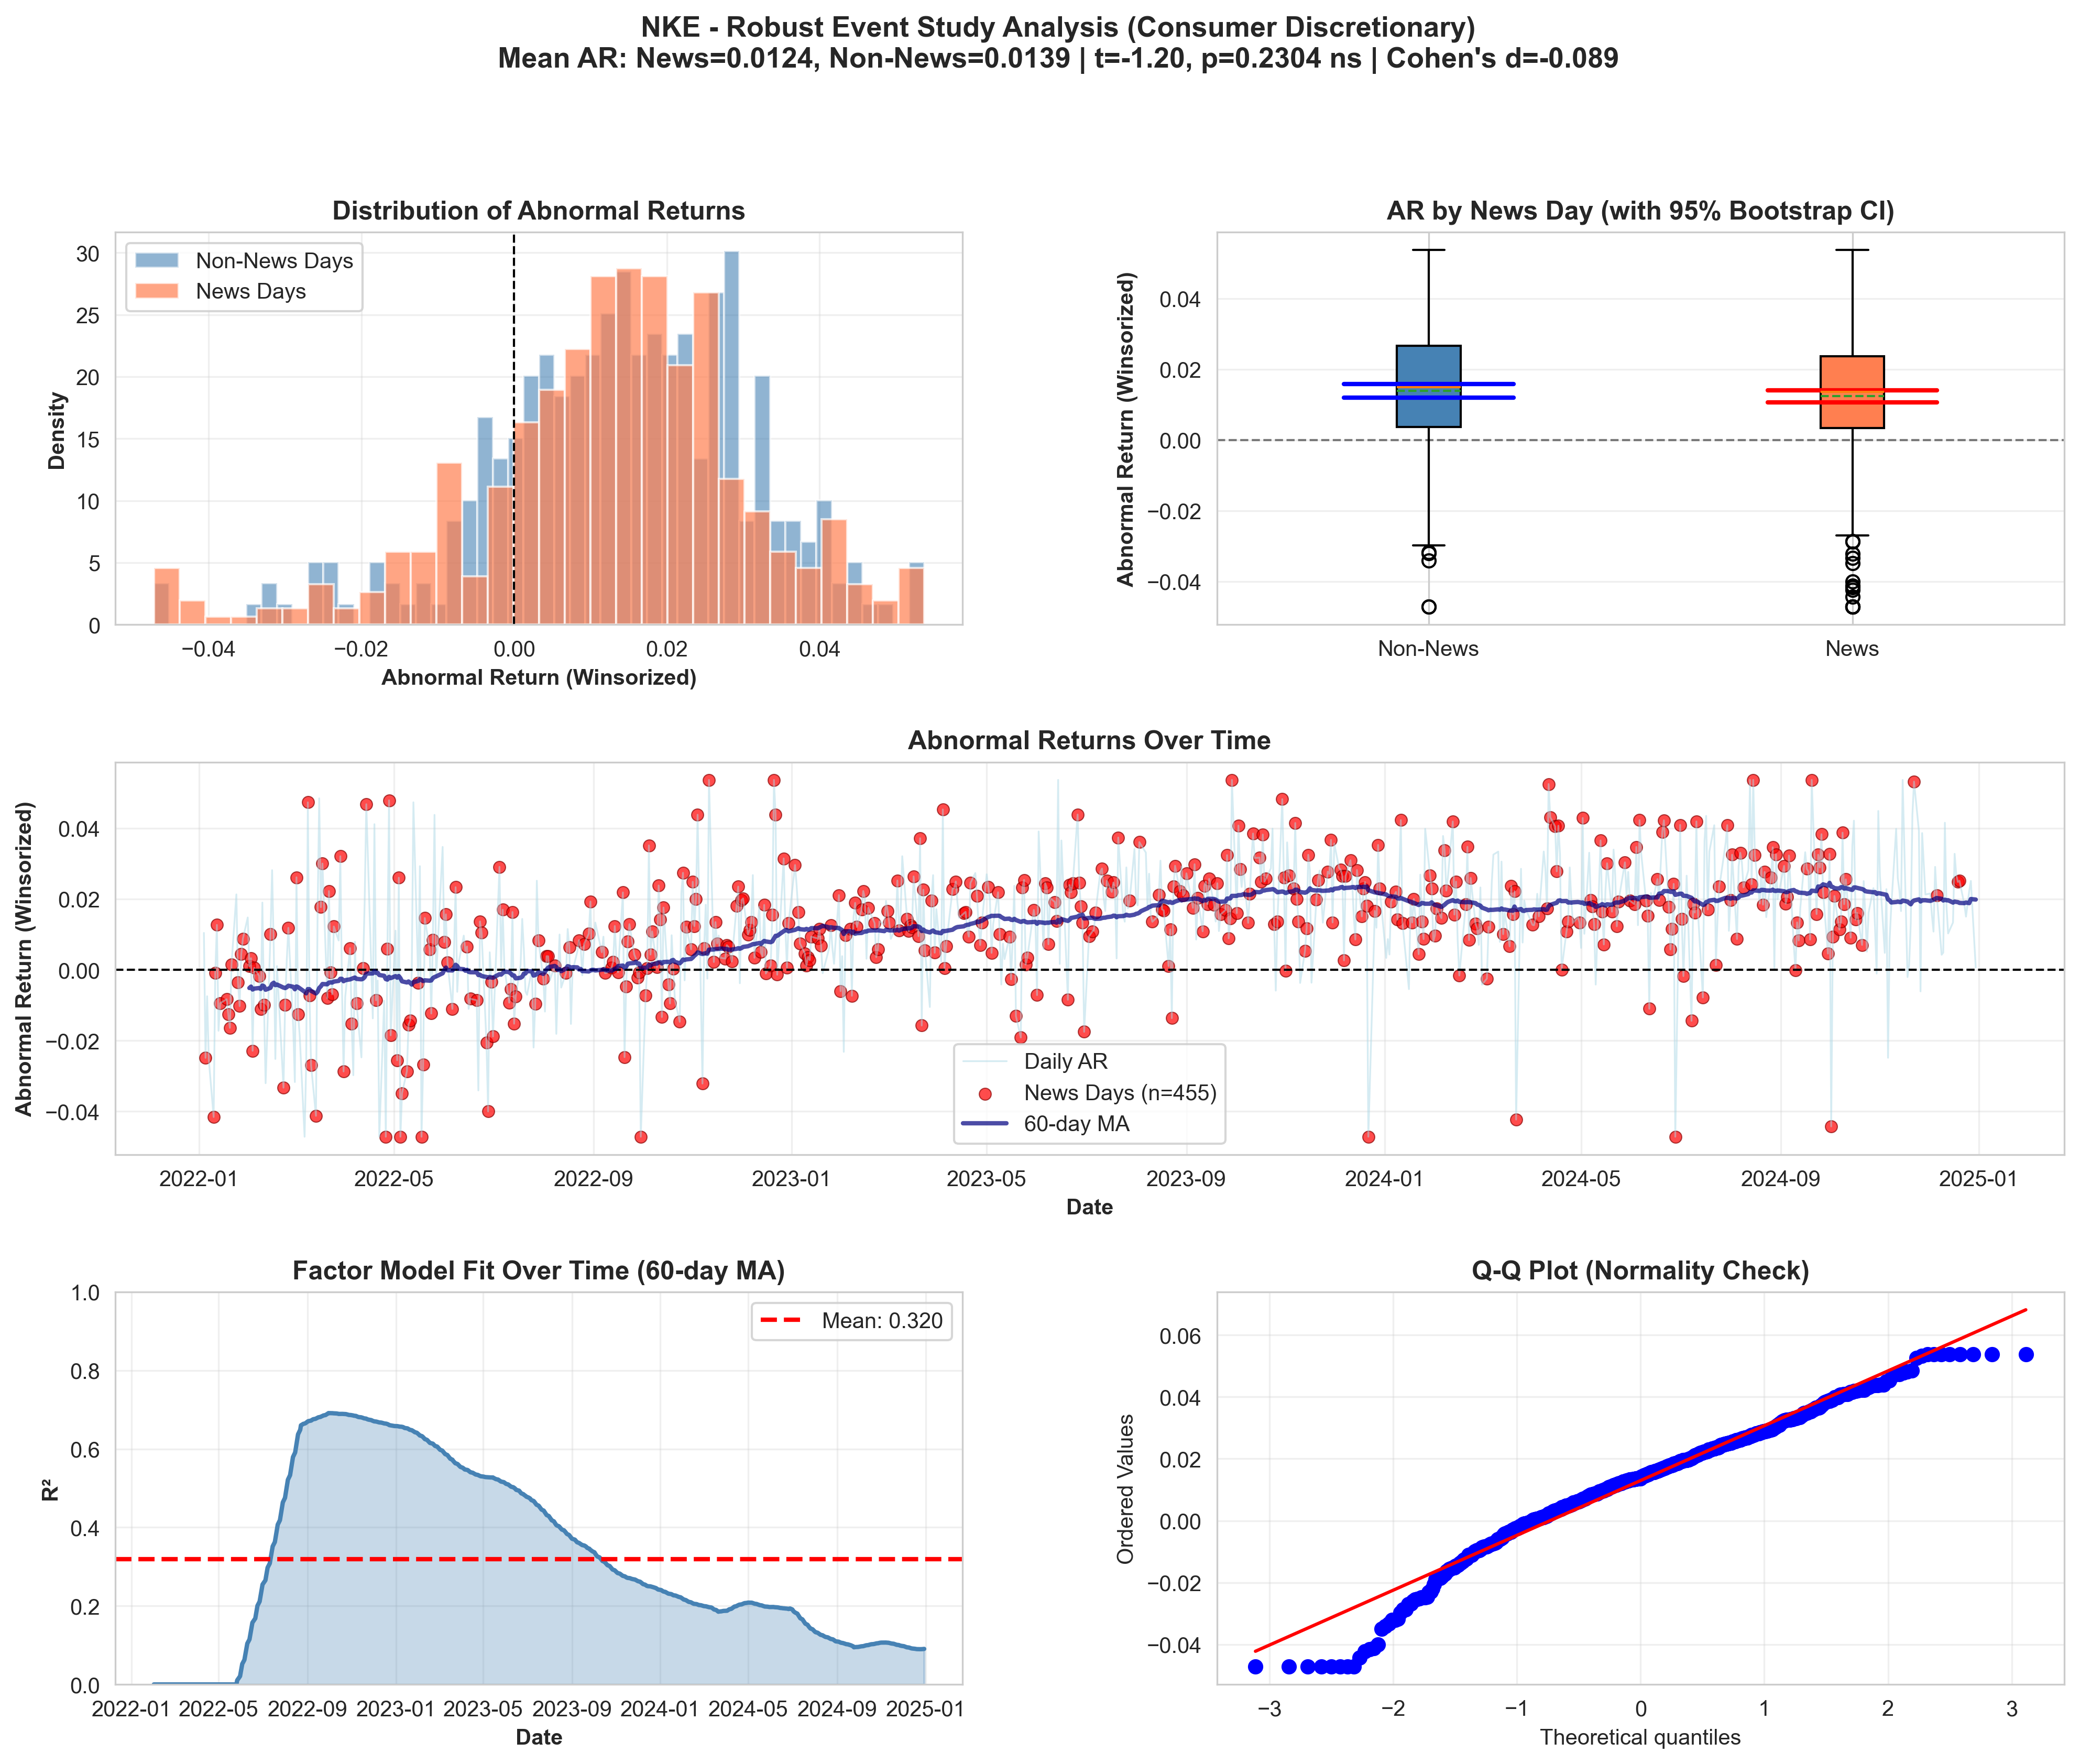 NKE - Robust Event Study Analysis (Consumer Discretionary)
Mean AR: News=0.0124, Non-News=0.0139 | t=-1.20, p=0.2304 ns | Cohen's d=-0.089
Distribution of Abnormal Returns
Non-News Days
News Days
Density
30
25
20
15
10
5
0
−0.04 −0.02 0.00 0.02 0.04
Abnormal Return (Winsorized)
AR by News Day (with 95% Bootstrap CI)
Abnormal Return (Winsorized)
0.04
0.02
0.00
−0.02
−0.04
Non-News News
Abnormal Returns Over Time
Abnormal Return (Winsorized)
0.04
0.02
0.00
−0.02
−0.04
Daily AR
News Days (n=455)
60-day MA
2022-01 2022-05 2022-09 2023-01 2023-05 2023-09 2024-01 2024-05 2024-09 2025-01
Date
Factor Model Fit Over Time (60-day MA)
Mean: 0.320
R²
1.0
0.8
0.6
0.4
0.2
0.0
2022-01 2022-05 2022-09 2023-01 2023-05 2023-09 2024-01 2024-05 2024-09 2025-01
Date
Q-Q Plot (Normality Check)
Ordered Values
0.06
0.04
0.02
0.00
−0.02
−0.04
−3 −2 −1 0 1 2 3
Theoretical quantiles